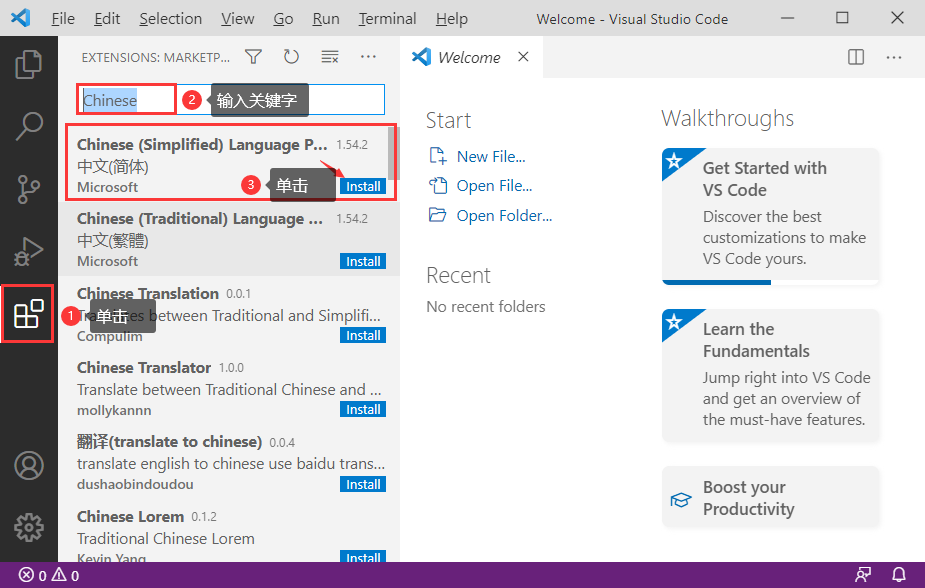 File Edit Selection View Go Run Terminal Help
Welcome - Visual Studio Code
EXTENSIONS: MARKETP...
Chinese
2 输入关键字
Chinese (Simplified) Language P... 1.54.2
中文(简体)
Microsoft
3 单击
Install
Chinese (Traditional) Language ... 1.54.2
中文(繁體)
Microsoft
Install
Chinese Translation 0.0.1
1 单击
between Traditional and Simplifi...
Compulim
Install
Chinese Translator 1.0.0
Translate between Traditional Chinese and ...
mollykannn
Install
翻译(translate to chinese) 0.0.4
translate english to chinese use baidu trans...
dushaobindoudou
Install
Chinese Lorem 0.1.2
Traditional Chinese Lorem
Kevin Yang
Install
Welcome
Start
New File...
Open File...
Open Folder...
Recent
No recent folders
Walkthroughs
Get Started with
VS Code
Discover the best
customizations to make
VS Code yours.
Learn the
Fundamentals
Jump right into VS Code
and get an overview of
the must-have features.
Boost your
Productivity
0 0